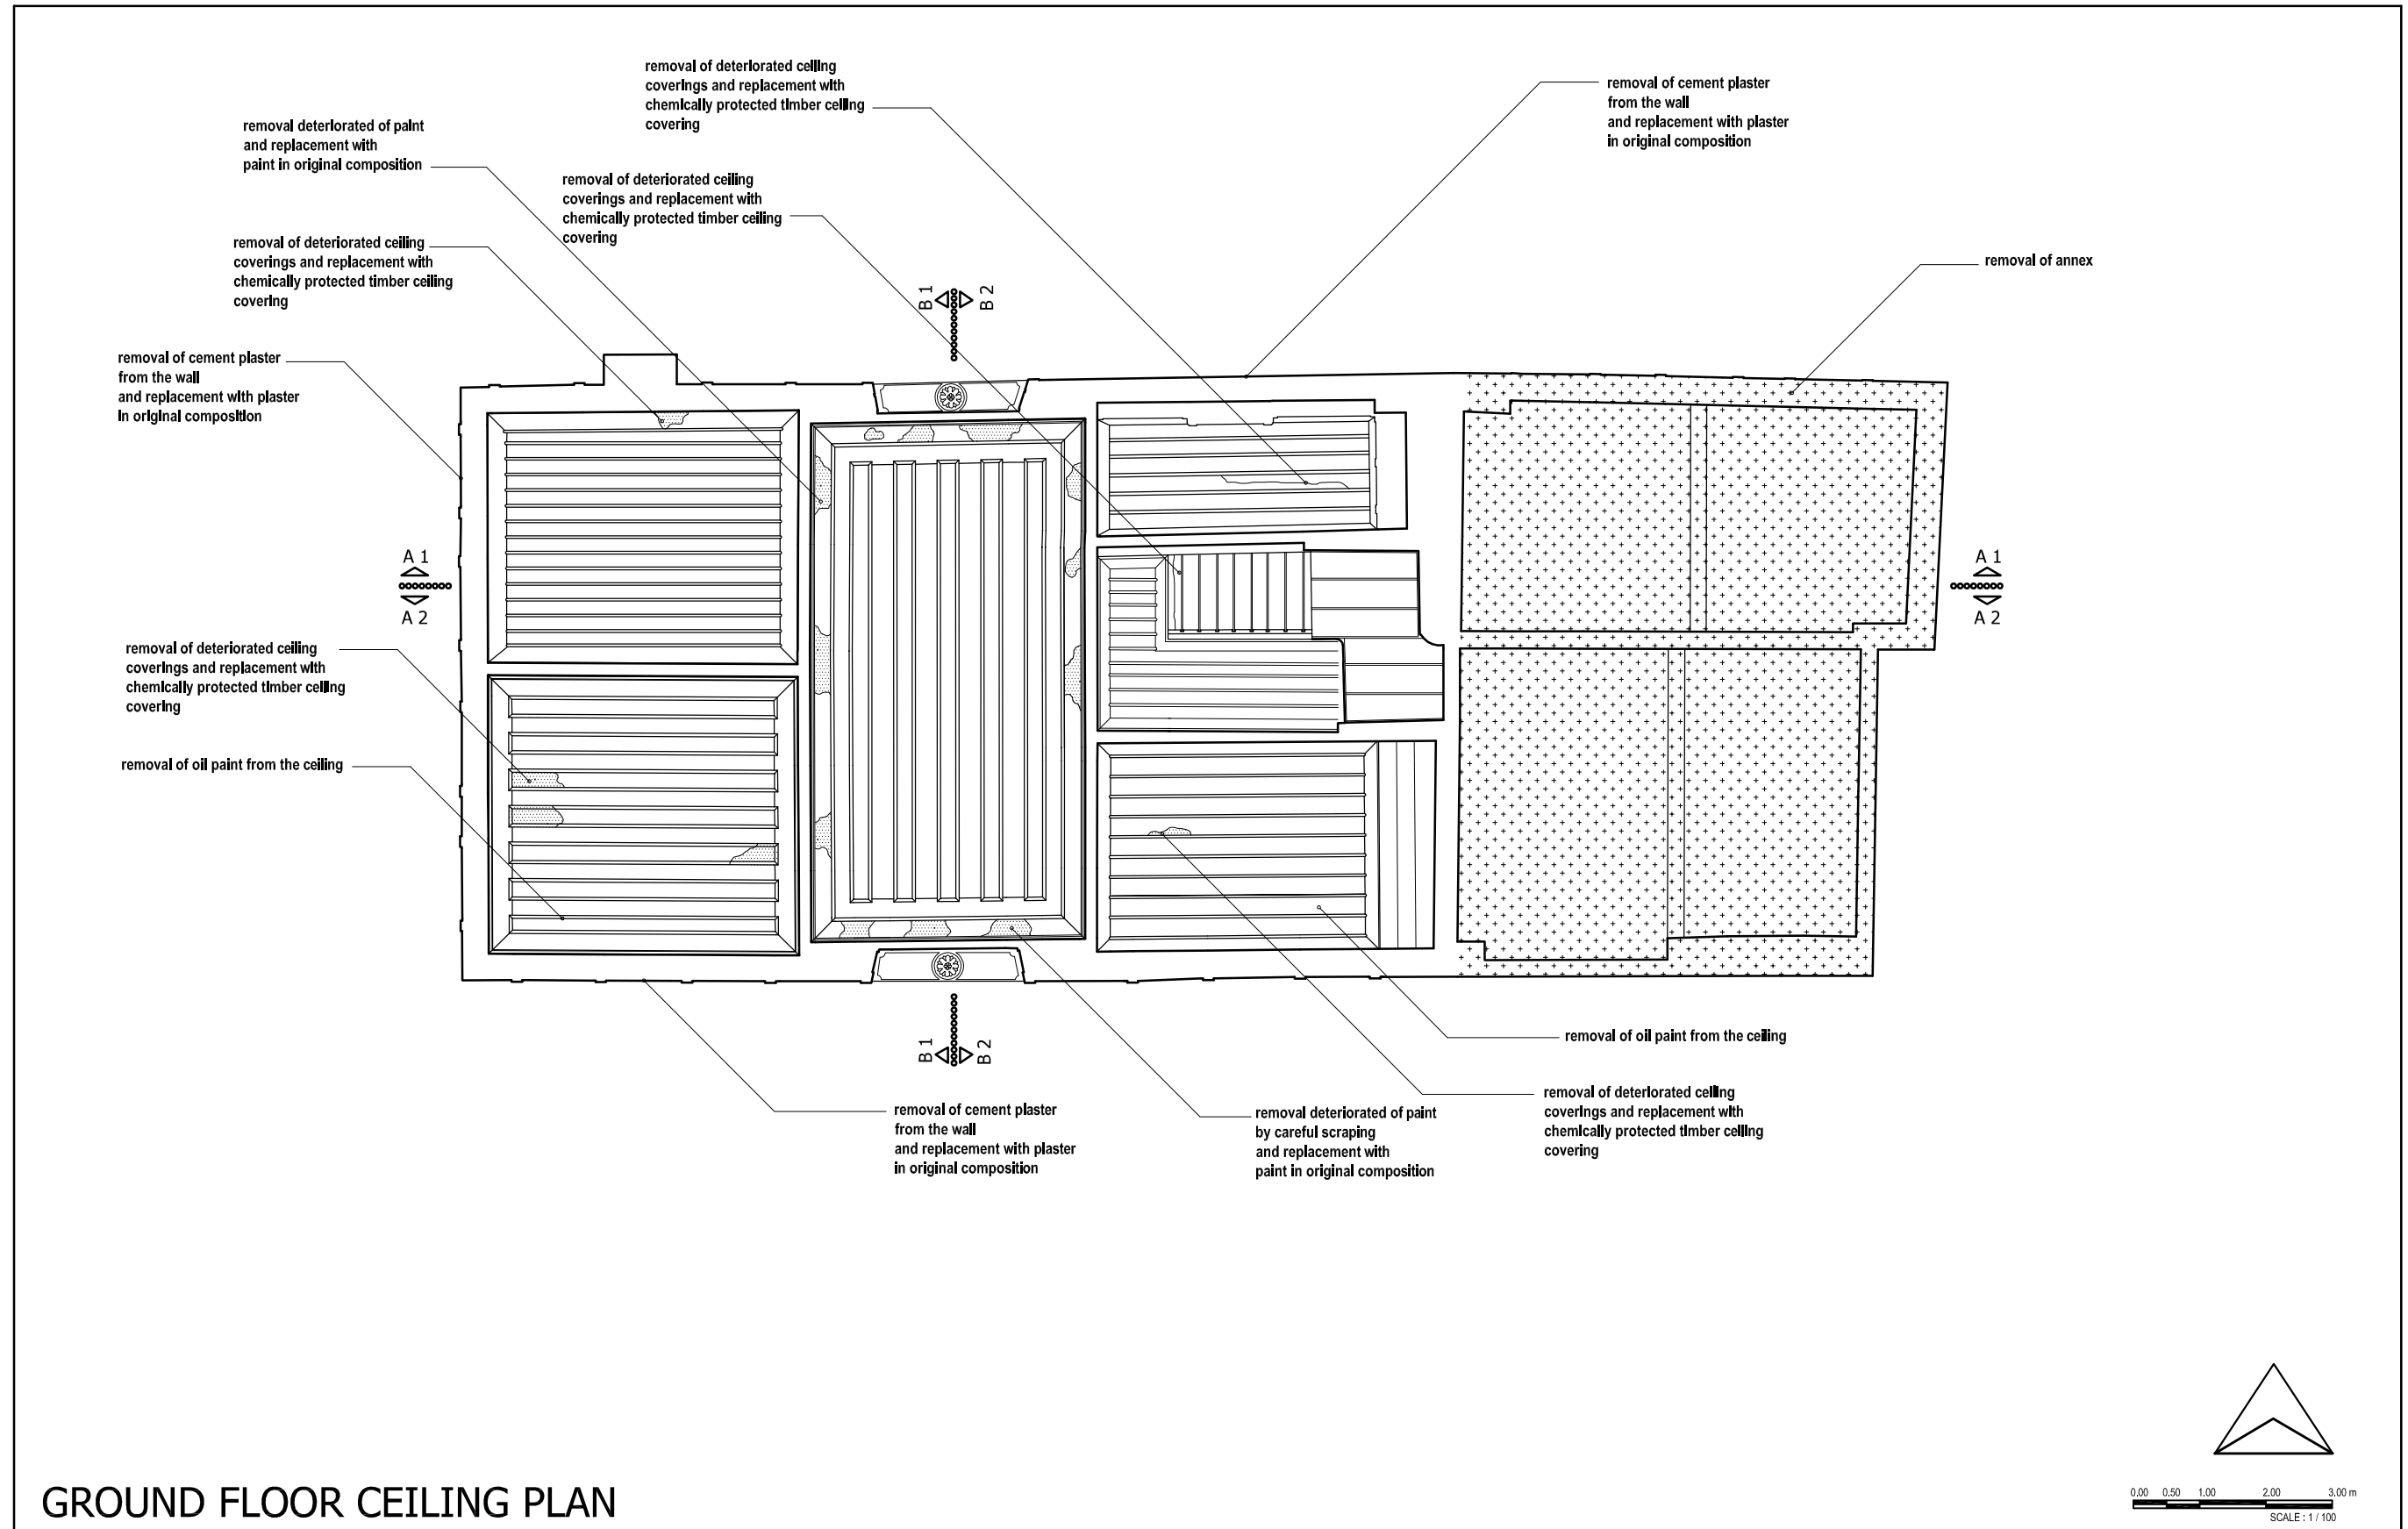 removal of deteriorated ceiling
coverings and replacement with
chemically protected timber ceiling
covering
removal of cement plaster
from the wall
and replacement with plaster
in original composition
removal deteriorated of paint
and replacement with
paint in original composition
removal of deteriorated ceiling
coverings and replacement with
chemically protected timber ceiling
covering
removal of deteriorated ceiling
coverings and replacement with
chemically protected timber ceiling
covering
removal of annex
B 1
B 2
removal of cement plaster
from the wall
and replacement with plaster
in original composition
A 1
A 2
A 1
A 2
removal of deteriorated ceiling
coverings and replacement with
chemically protected timber ceiling
covering
removal of oil paint from the ceiling
B 1
B 2
removal of oil paint from the ceiling
removal of cement plaster
from the wall
and replacement with plaster
in original composition
removal deteriorated of paint
by careful scraping
and replacement with
paint in original composition
removal of deteriorated ceiling
coverings and replacement with
chemically protected timber ceiling
covering
GROUND FLOOR CEILING PLAN
0.00 0.50 1.00 2.00 3.00 m
SCALE : 1 / 100